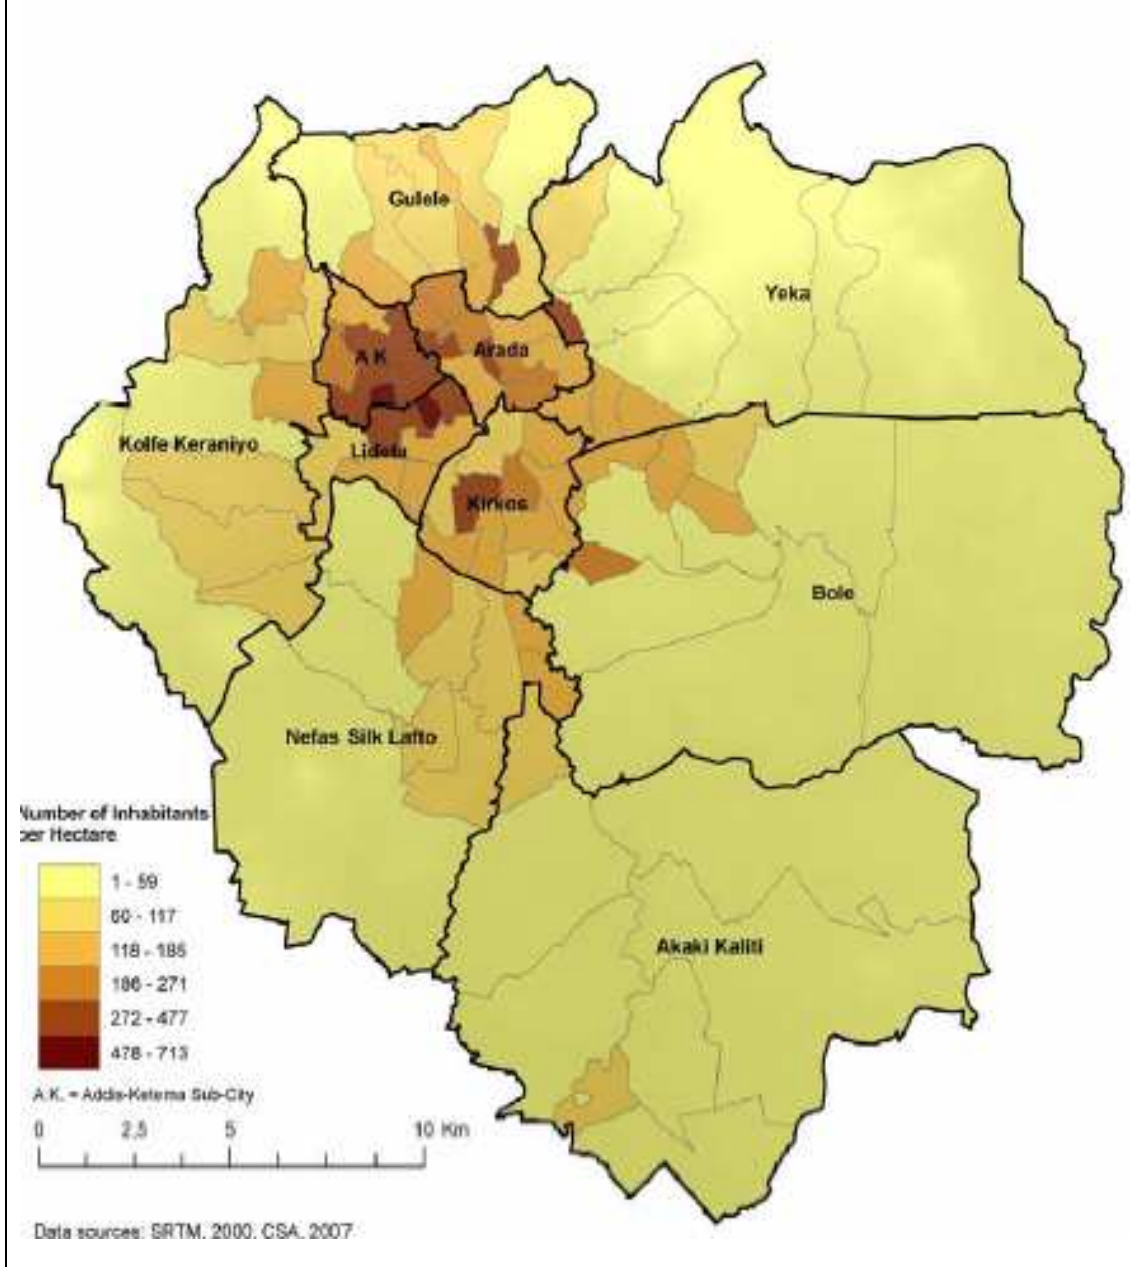 Gulele
Yeka
A K
Arada
Kolfe Keraniyo
Lideta
Kirkos
Bole
Nefas Silk Lafto
Number of Inhabitants
per Hectare
1 - 59
60 - 117
118 - 185
186 - 271
272 - 477
478 - 713
Akaki Kaliti
A.K. = Addis-Ketema Sub-City
0 2,5 5 10 Km
Data sources: SRTM, 2000, CSA, 2007